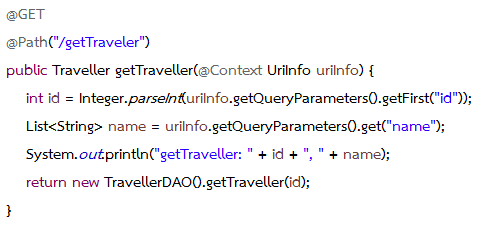 @GET
@Path("/getTraveler")
public Traveller getTraveller(@Context UriInfo uriInfo) {
int id = Integer.parseInt(uriInfo.getQueryParameters().getFirst("id"));
List<String> name = uriInfo.getQueryParameters().get("name");
System.out.println("getTraveller: " + id + ", " + name);
return new TravellerDAO().getTraveller(id);
}